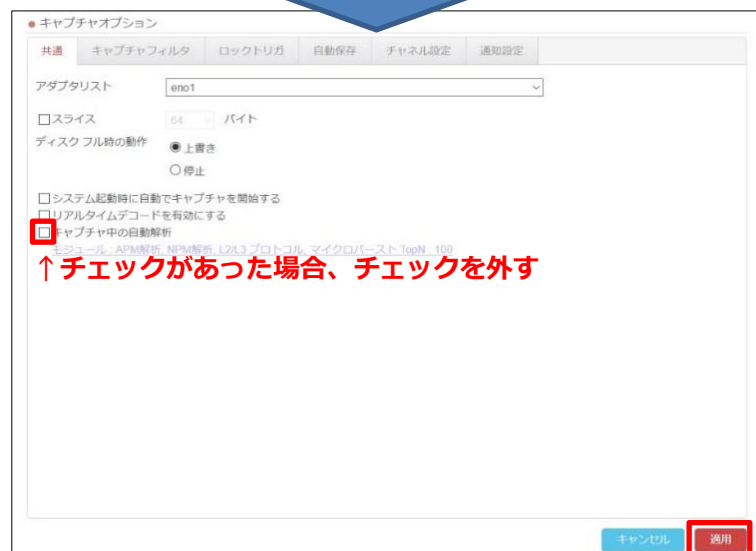 キャプチャオプション
共通 キャプチャフィルタ ロックトリガ 自動保存 チャネル設定 通知設定
アダプタリスト eno1
スライス 64 バイト
ディスク フル時の動作 上書き
停止
システム起動時に自動でキャプチャを開始する
リアルタイムデコードを有効にする
キャプチャ中の自動解析
モジュール : APM解析, NPM解析, L2/L3 プロトコル, マイクロバースト TopN : 100
↑チェックがあった場合、チェックを外す
キャンセル 適用